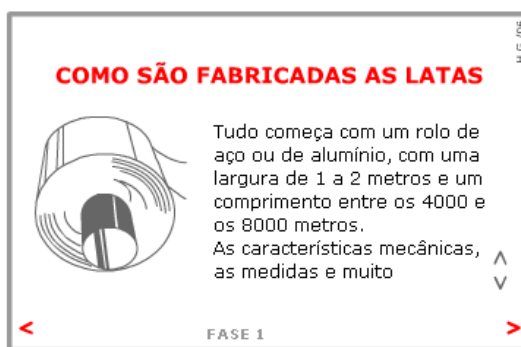 COMO SÃO FABRICADAS AS LATAS
Tudo começa com um rolo de
aço ou de alumínio, com uma
largura de 1 a 2 metros e um
comprimento entre os 4000 e
os 8000 metros.
As características mecânicas,
as medidas e muito
< FASE 1 >